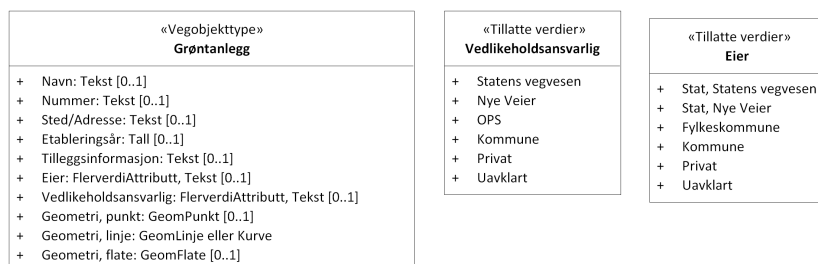 «Vegobjekttype»
Grøntanlegg
+ Navn: Tekst [0..1]
+ Nummer: Tekst [0..1]
+ Sted/Adresse: Tekst [0..1]
+ Etableringsår: Tall [0..1]
+ Tilleggsinformasjon: Tekst [0..1]
+ Eier: FlerverdiAttributt, Tekst [0..1]
+ Vedlikeholdsansvarlig: FlerverdiAttributt, Tekst [0..1]
+ Geometri, punkt: GeomPunkt [0..1]
+ Geometri, linje: GeomLinje eller Kurve
+ Geometri, flate: GeomFlate [0..1]
«Tillatte verdier»
Vedlikeholdsansvarlig
+ Statens vegvesen
+ Nye Veier
+ OPS
+ Kommune
+ Privat
+ Uavklart
«Tillatte verdier»
Eier
+ Stat, Statens vegvesen
+ Stat, Nye Veier
+ Fylkeskommune
+ Kommune
+ Privat
+ Uavklart